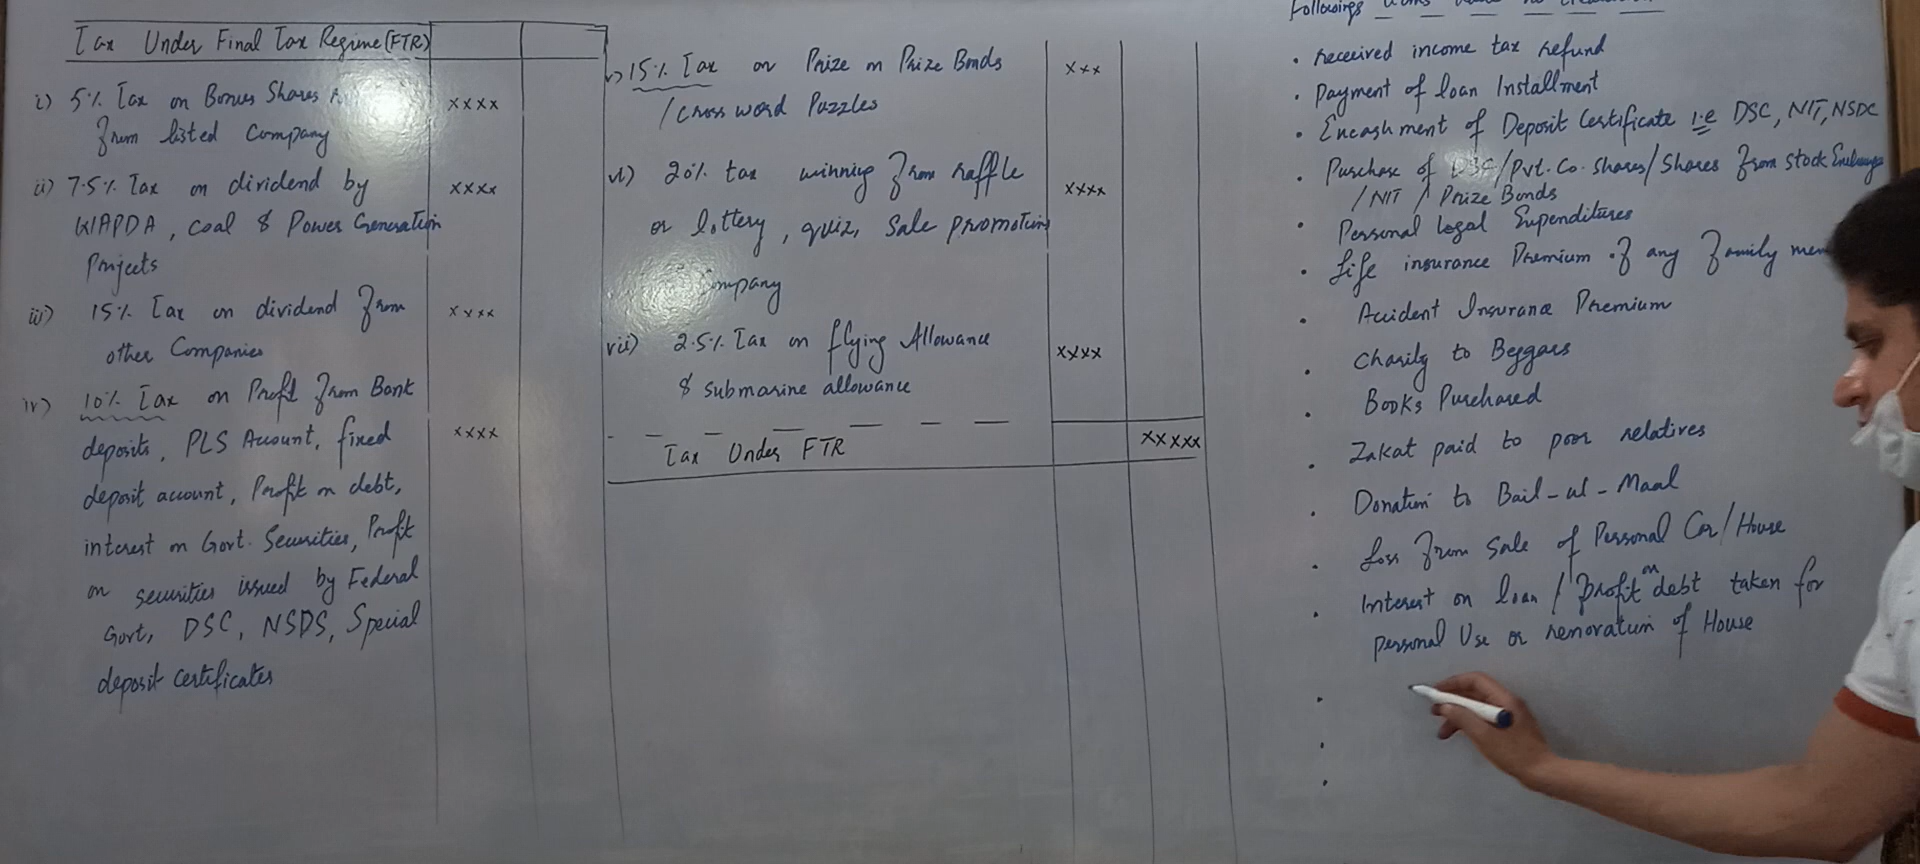 Tax Under Final Tax Regime (FTR)
i) 5% Tax on Bonus Shares
from listed Company
xxxx
ii) 7.5% Tax on dividend by
WAPDA, Coal & Power Generation
Projects
xxxx
iii) 15% Tax on dividend from
other Companies
xxxx
iv) 10% Tax on Profit from Bank
deposits, PLS Account, fixed
deposit account, Profit on debt,
interest on Govt. Securities, Profit
on securities issued by Federal
Govt, DSC, NSDS, Special
deposit certificates
xxxx
v) 15% Tax on Prize on Prize Bonds
/ Cross word Puzzles
xxx
vi) 20% tax winning from raffle
or lottery, quiz, Sale promotion
Company
xxxx
vii) 2.5% Tax on flying Allowance
& submarine allowance
xxxx
Tax Under FTR
xxxxx
Followings
• Received income tax refund
• Payment of loan Installment
• Encashment of Deposit Certificate i.e DSC, NIT, NSDC
• Purchase of DSC/Pvt. Co. Shares/Shares from Stock Exchange
/NIT / Prize Bonds
• Personal legal Expenditures
• Life insurance Premium of any family mem
• Accident Insurance Premium
• Charity to Beggars
• Books Purchased
• Zakat paid to poor relatives
• Donation to Bail-ul-Maal
• Loss from Sale of Personal Car/House
• Interest on loan / Profit on debt taken for
Personal Use or renovation of House